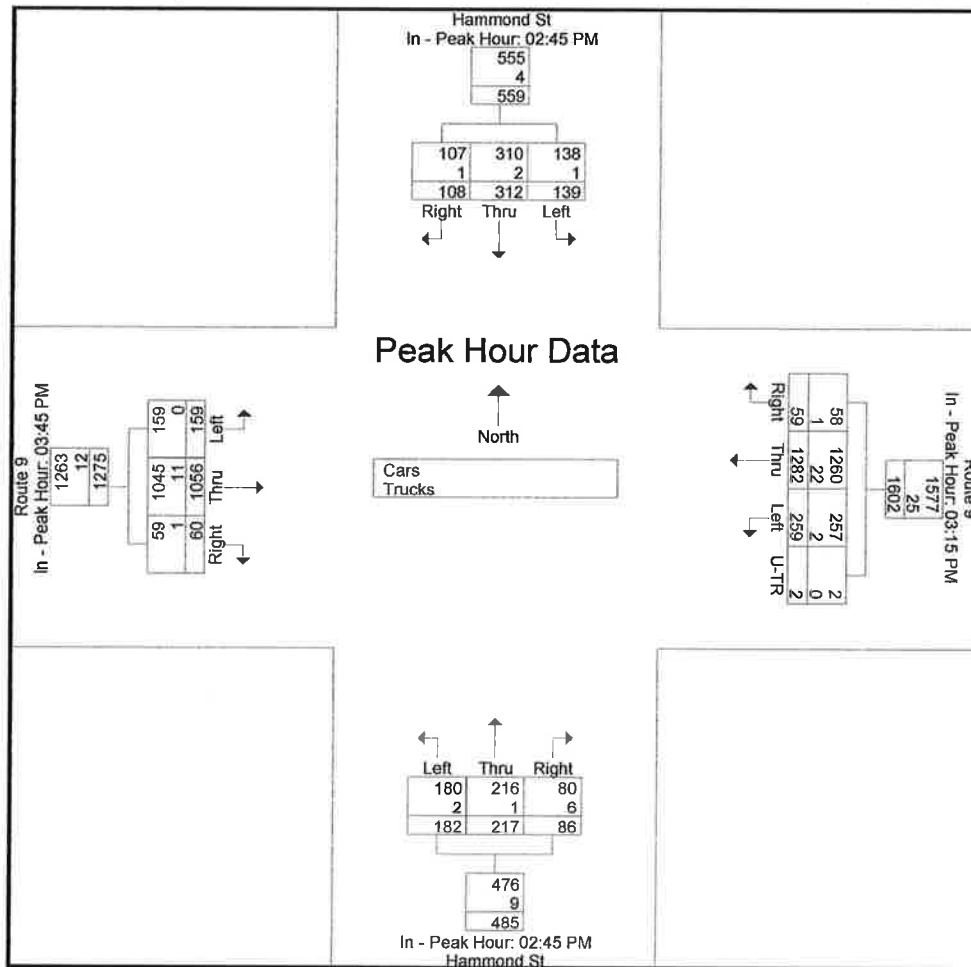 Hammond St
In - Peak Hour: 02:45 PM
555
4
559
107 310 138
1 2 1
108 312 139
Right Thru Left
Peak Hour Data
North
Cars
Trucks
Route 9
In - Peak Hour: 03:45 PM
1263 12 1275
159 0 159 Left
1045 11 1056 Thru
59 1 60 Right
Route 9
In - Peak Hour: 03:15 PM
1577 25 1602
58 1 59 Right
1260 22 1282 Thru
257 2 259 Left
2 0 2 U-TR
Left Thru Right
180 216 80
2 1 6
182 217 86
476
9
485
In - Peak Hour: 02:45 PM
Hammond St